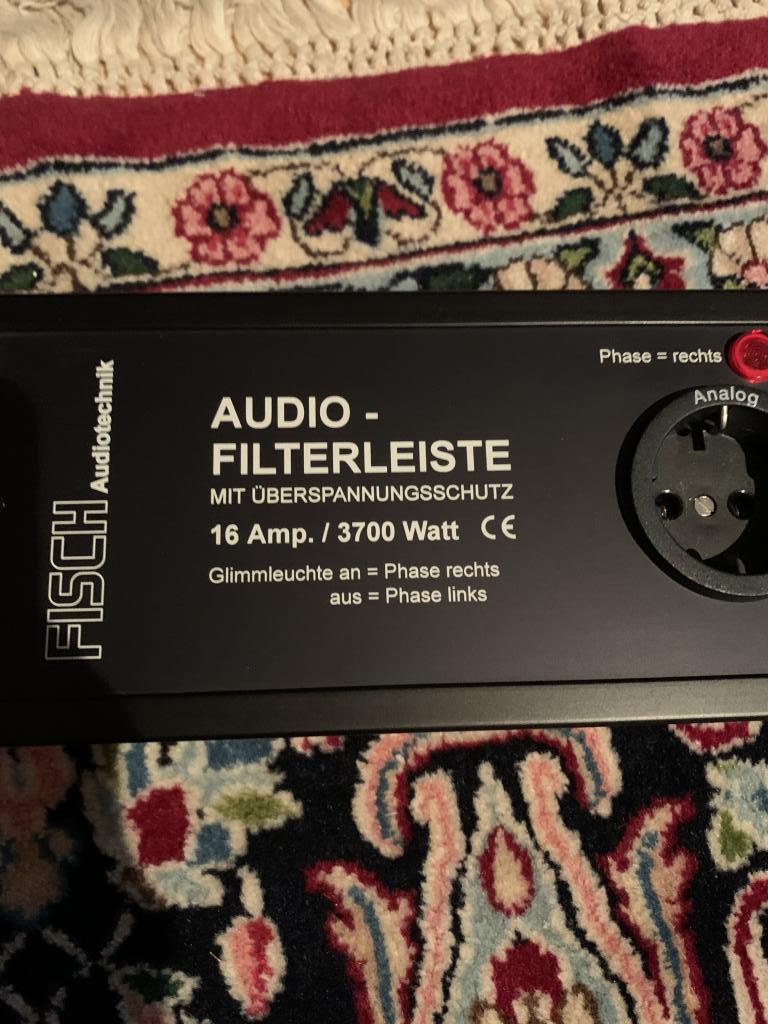 FISCH Audiotechnik
AUDIO -
FILTERLEISTE
MIT ÜBERSPANNUNGSSCHUTZ
16 Amp. / 3700 Watt CE
Glimmleuchte an = Phase rechts
aus = Phase links
Phase = rechts
Analog